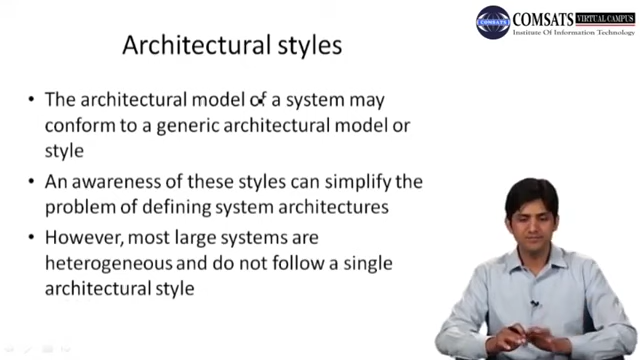 COMSATS VIRTUAL CAMPUS
Institute Of Information Technology
Architectural styles
• The architectural model of a system may
conform to a generic architectural model or
style
• An awareness of these styles can simplify the
problem of defining system architectures
• However, most large systems are
heterogeneous and do not follow a single
architectural style